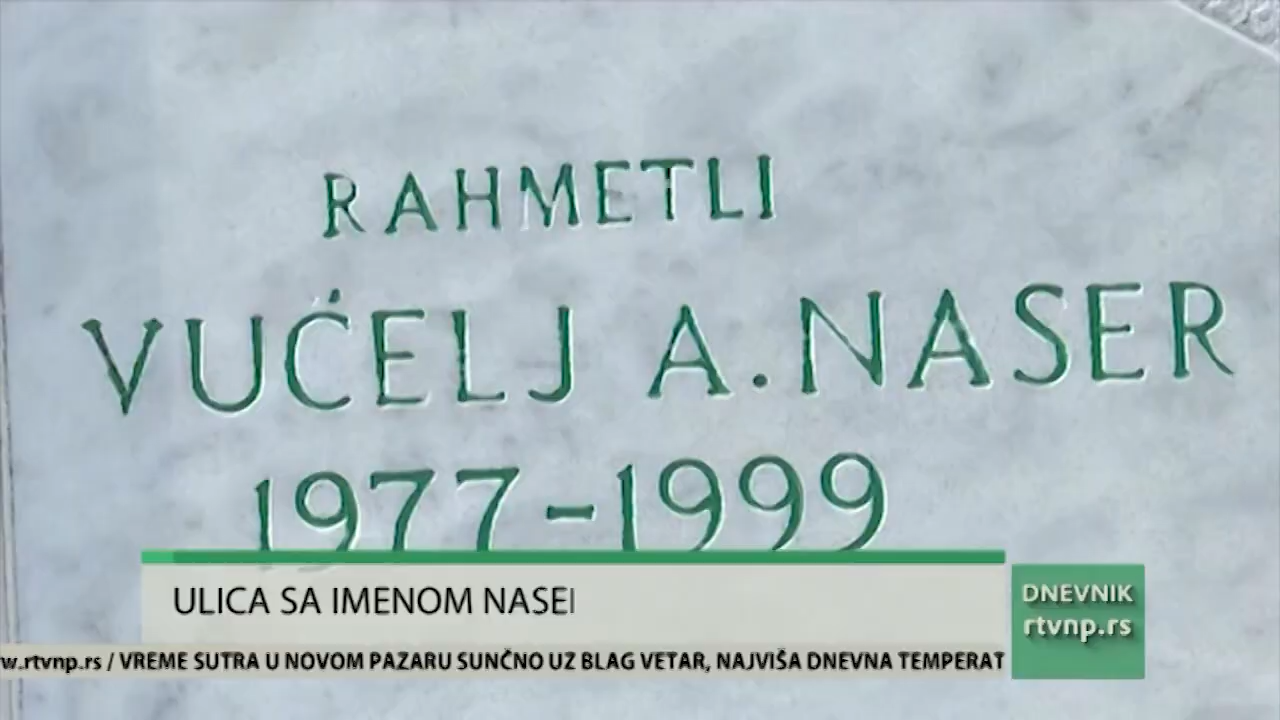 RAHMETLI
VUĆELJ A. NASER
1977-1999
ULICA SA IMENOM
DNEVNIK
rtvnp.rs
w.rtvnp.rs / VREME SUTRA U NOVOM PAZARU SUNČNO UZ BLAG VETAR, NAJVIŠA DNEVNA TEMPERAT